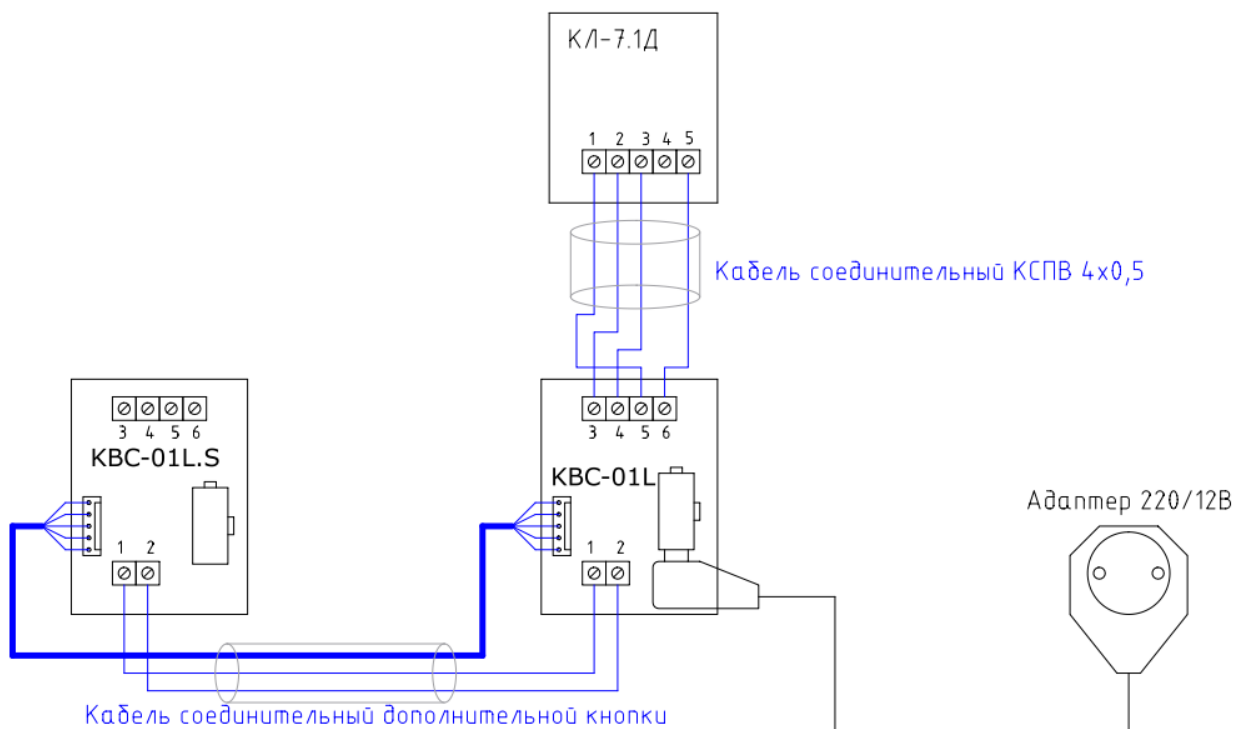 КЛ-7.1Д
1 2 3 4 5
Кабель соединительный КСПВ 4x0,5
3 4 5 6
КВС-01L.S
1 2
3 4 5 6
КВС-01L
1 2
Адаптер 220/12В
Кабель соединительный дополнительной кнопки